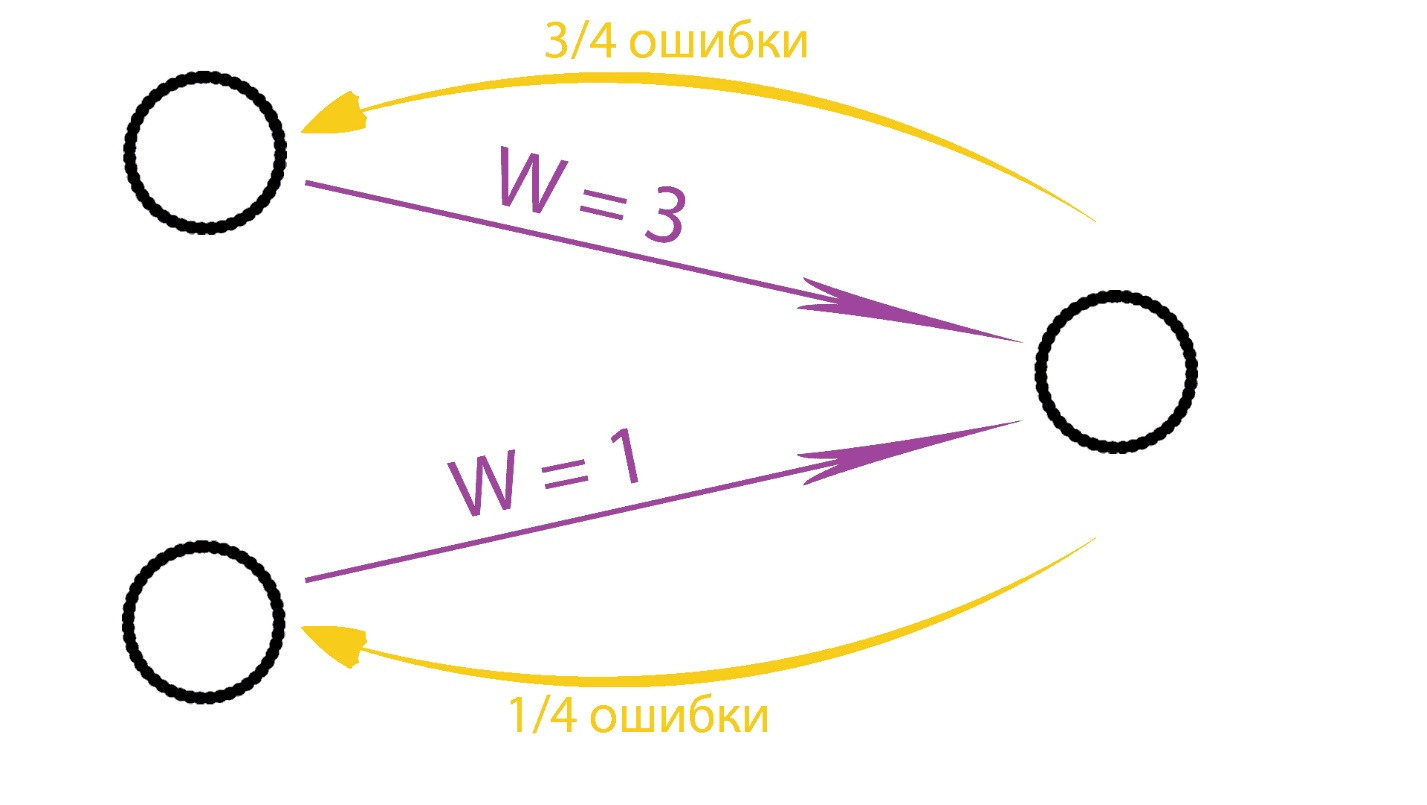 3/4 ошибки
W = 3
W = 1
1/4 ошибки